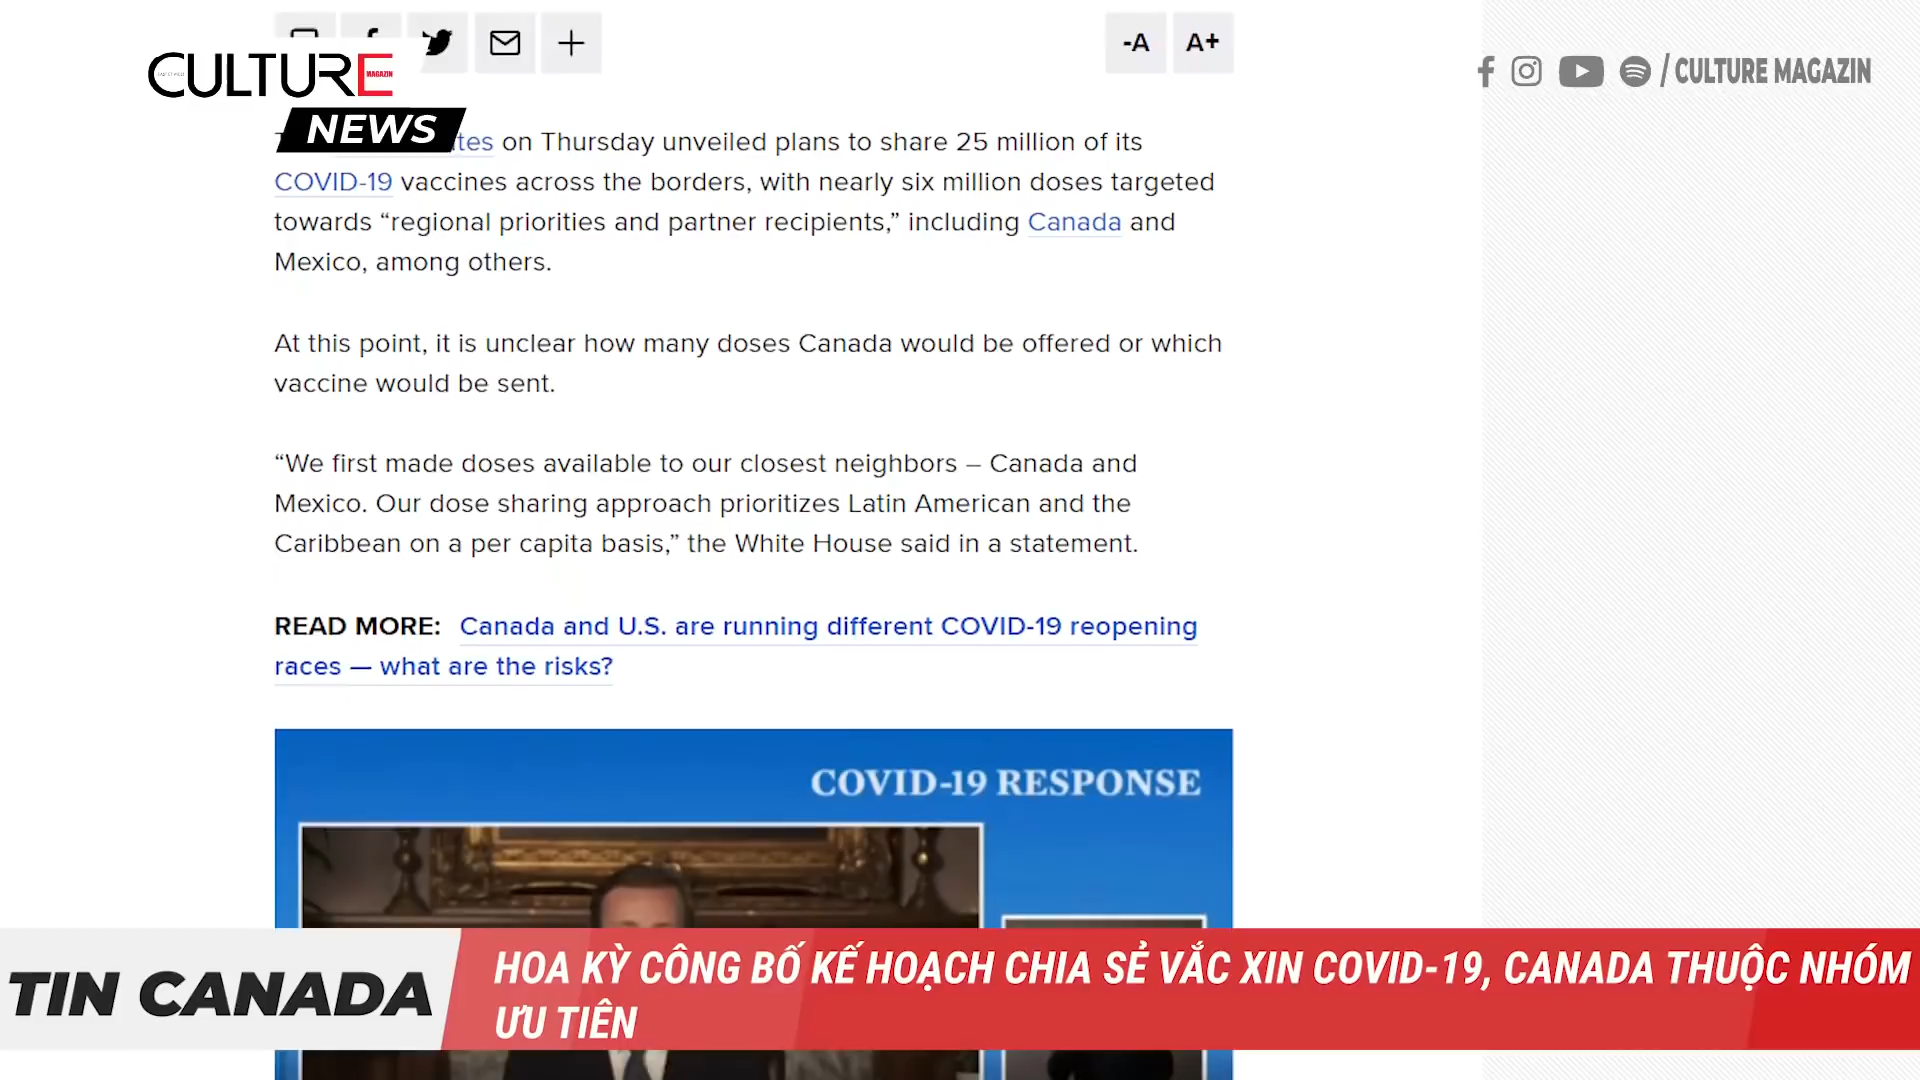 -A A+
CULTURE
MAGAZIN
NEWS
/ CULTURE MAGAZIN
tes on Thursday unveiled plans to share 25 million of its
COVID-19 vaccines across the borders, with nearly six million doses targeted
towards “regional priorities and partner recipients,” including Canada and
Mexico, among others.
At this point, it is unclear how many doses Canada would be offered or which
vaccine would be sent.
“We first made doses available to our closest neighbors – Canada and
Mexico. Our dose sharing approach prioritizes Latin American and the
Caribbean on a per capita basis,” the White House said in a statement.
READ MORE: Canada and U.S. are running different COVID-19 reopening
races — what are the risks?
COVID-19 RESPONSE
TIN CANADA
HOA KỲ CÔNG BỐ KẾ HOẠCH CHIA SẺ VẮC XIN COVID-19, CANADA THUỘC NHÓM
ƯU TIÊN